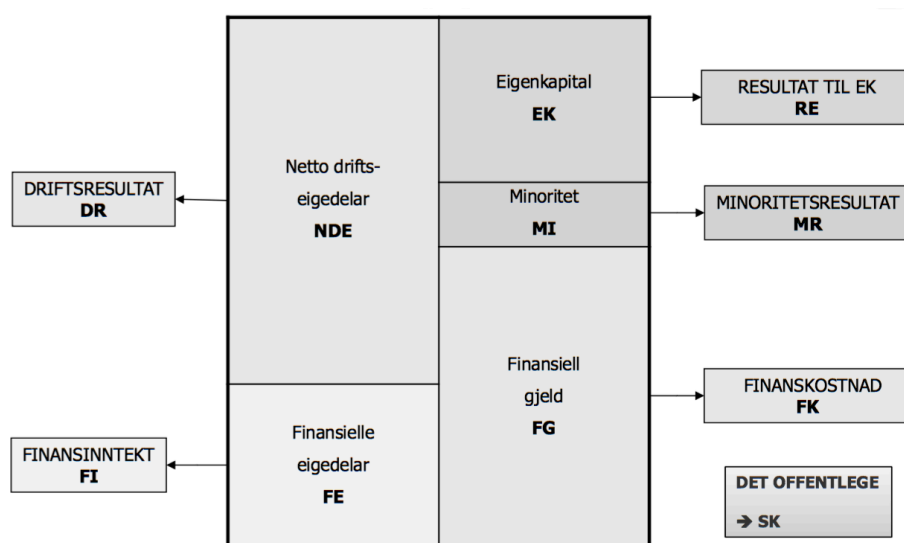 DRIFTSRESULTAT
DR
FINANSINNTEKT
FI
Netto drifts-
eigedelar
NDE
Finansielle
eigedelar
FE
Eigenkapital
EK
Minoritet
MI
Finansiell
gjeld
FG
RESULTAT TIL EK
RE
MINORITETSRESULTAT
MR
FINANSKOSTNAD
FK
DET OFFENTLEGE
➔ SK